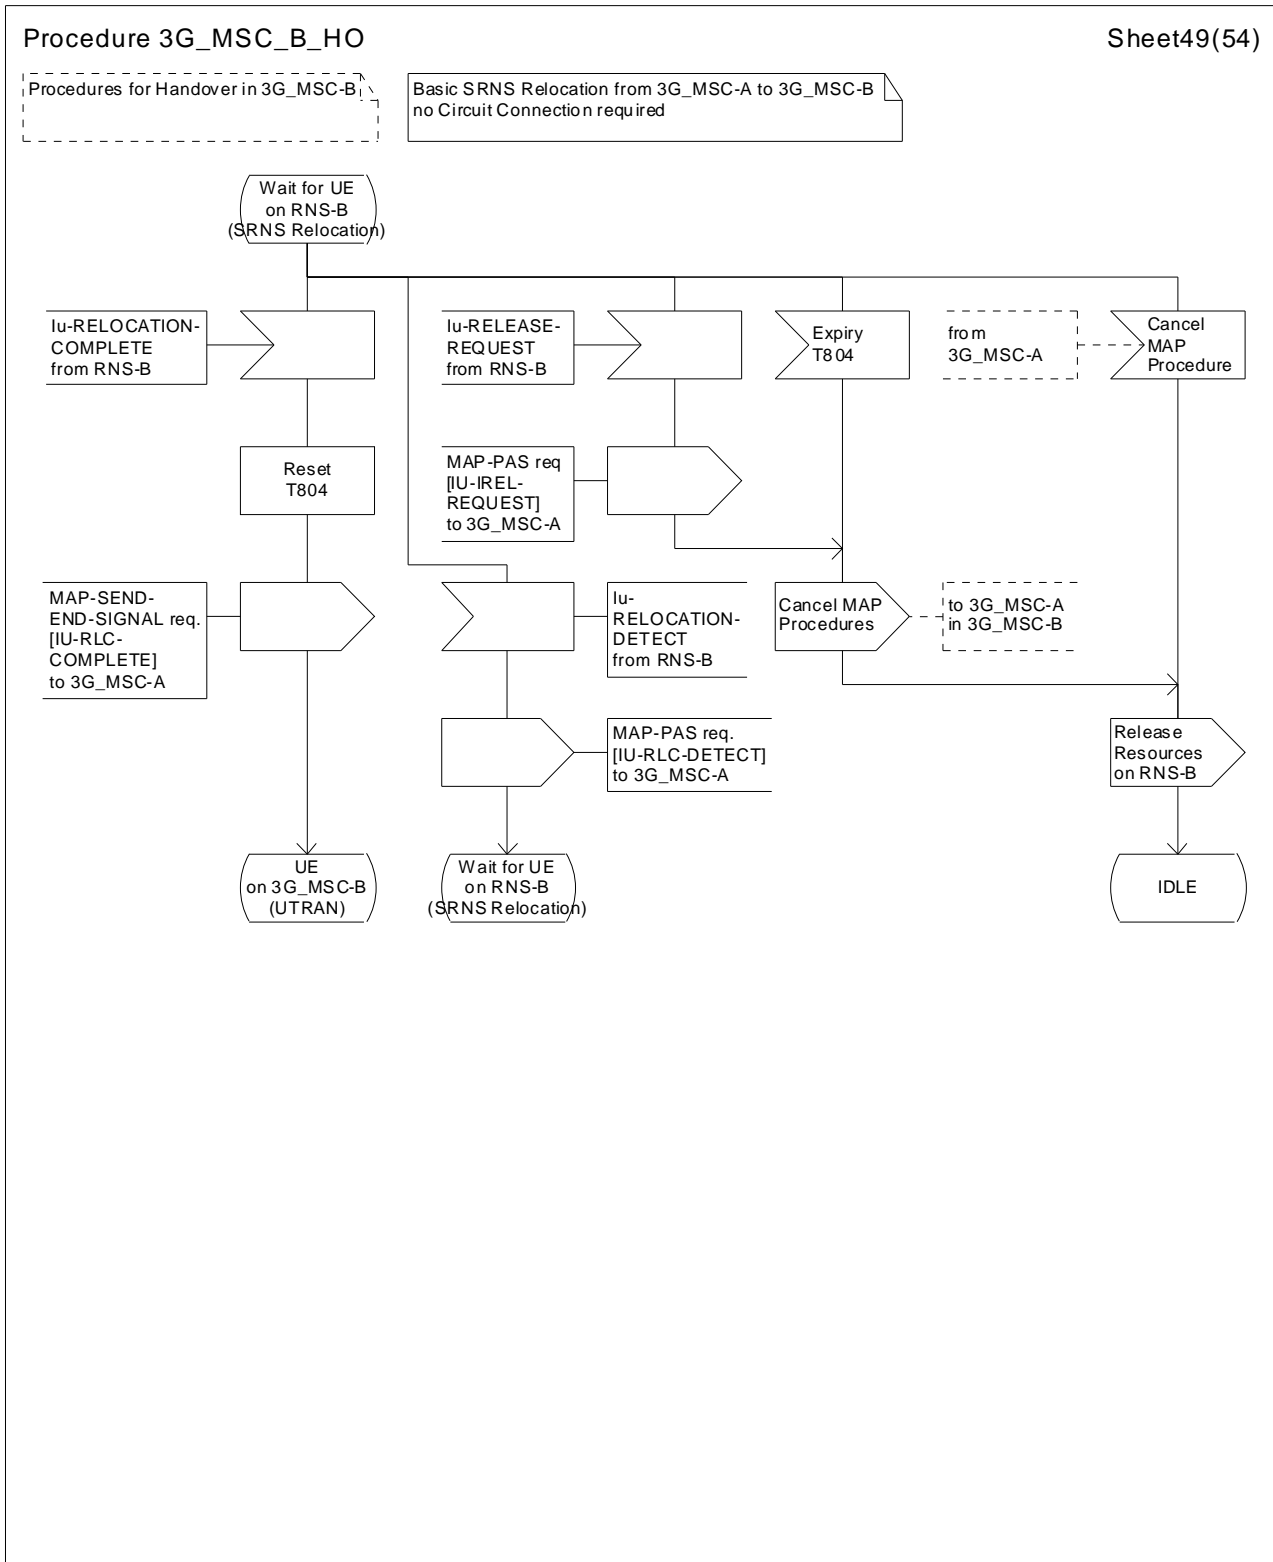 Procedure 3G_MSC_B_HO
Sheet49(54)
Procedures for Handover in 3G_MSC-B
Basic SRNS Relocation from 3G_MSC-A to 3G_MSC-B
no Circuit Connection required
Wait for UE
on RNS-B
(SRNS Relocation)
Iu-RELOCATION-
COMPLETE
from RNS-B
Iu-RELEASE-
REQUEST
from RNS-B
Expiry
T804
from
3G_MSC-A
Cancel
MAP
Procedure
Reset
T804
MAP-PAS req
[IU-IREL-
REQUEST]
to 3G_MSC-A
MAP-SEND-
END-SIGNAL req.
[IU-RLC-
COMPLETE]
to 3G_MSC-A
Iu-
RELOCATION-
DETECT
from RNS-B
Cancel MAP
Procedures
to 3G_MSC-A
in 3G_MSC-B
MAP-PAS req.
[IU-RLC-DETECT]
to 3G_MSC-A
Release
Resources
on RNS-B
UE
on 3G_MSC-B
(UTRAN)
Wait for UE
on RNS-B
(SRNS Relocation)
IDLE